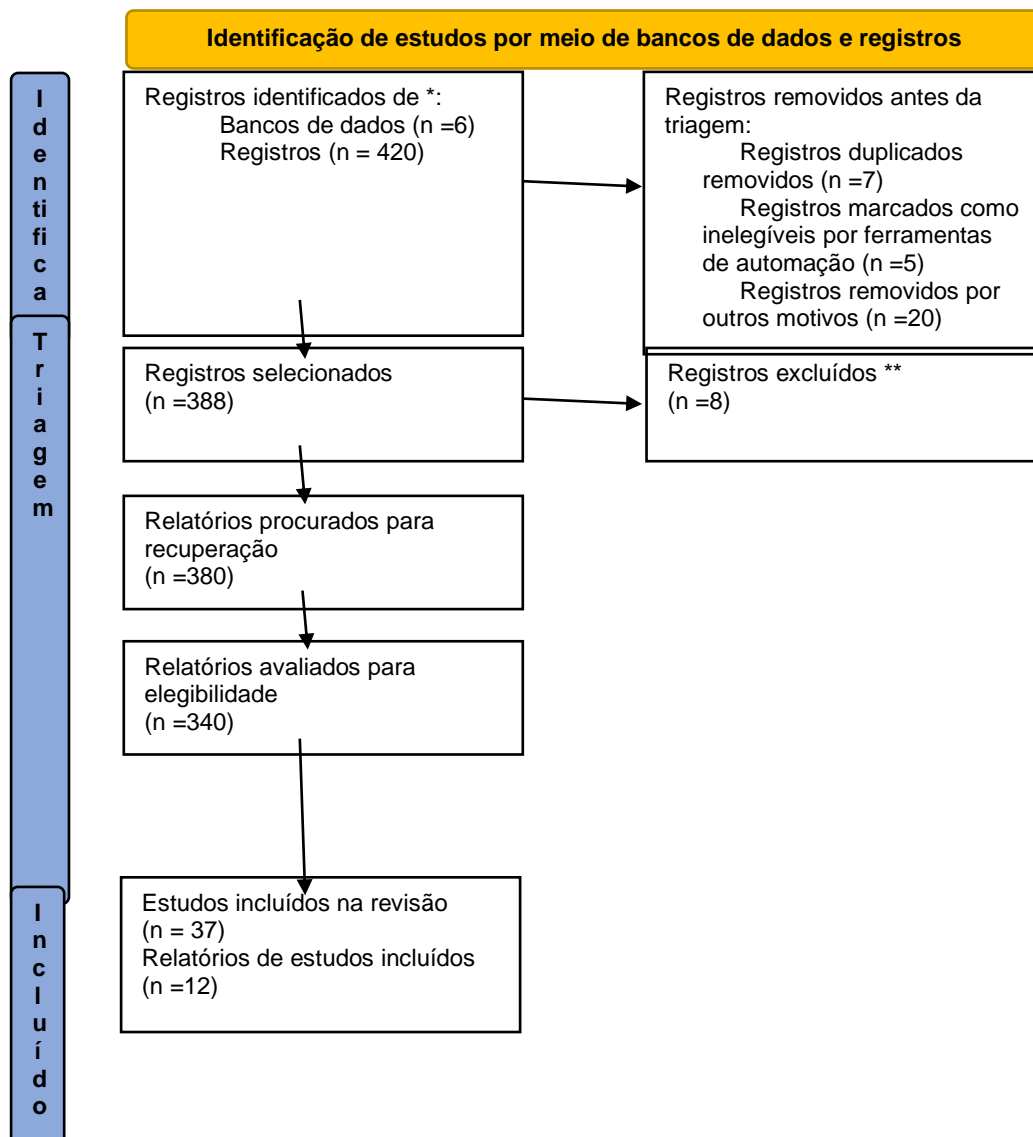 Identificação de estudos por meio de bancos de dados e registros
Identifica
Registros identificados de *:
Bancos de dados (n =6)
Registros (n = 420)
Registros removidos antes da
triagem:
Registros duplicados
removidos (n =7)
Registros marcados como
inelegíveis por ferramentas
de automação (n =5)
Registros removidos por
outros motivos (n =20)
Triagem
Registros selecionados
(n =388)
Registros excluídos **
(n =8)
Relatórios procurados para
recuperação
(n =380)
Relatórios avaliados para
elegibilidade
(n =340)
Incluído
Estudos incluídos na revisão
(n = 37)
Relatórios de estudos incluídos
(n =12)